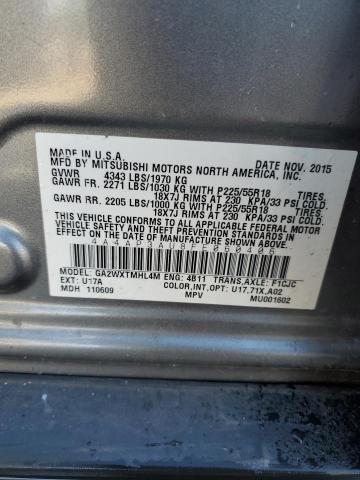 MADE IN U.S.A. DATE NOV. 2015
MFD BY MITSUBISHI MOTORS NORTH AMERICA, INC.
GVWR 4343 LBS/1970 KG
GAWR FR. 2271 LBS/1030 KG WITH P225/55R18 TIRES
18X7J RIMS AT 230 KPA/33 PSI COLD.
GAWR RR. 2205 LBS/1000 KG WITH P225/55R18 TIRES
18X7J RIMS AT 230 KPA/33 PSI COLD.
THIS VEHICLE CONFORMS TO ALL APPLICABLE FEDERAL
MOTOR VEHICLE SAFETY, BUMPER, AND THEFT
PREVENTION STANDARDS IN EFFECT ON THE DATE OF
MANUFACTURE SHOWN ABOVE.
MODEL: GA2WXTMHL4M ENG: 4B11 TRANS,AXLE: F1CJC
EXT: U17A COLOR,INT,OPT: U17,71X,A02
MDH 110609 MPV MU001602